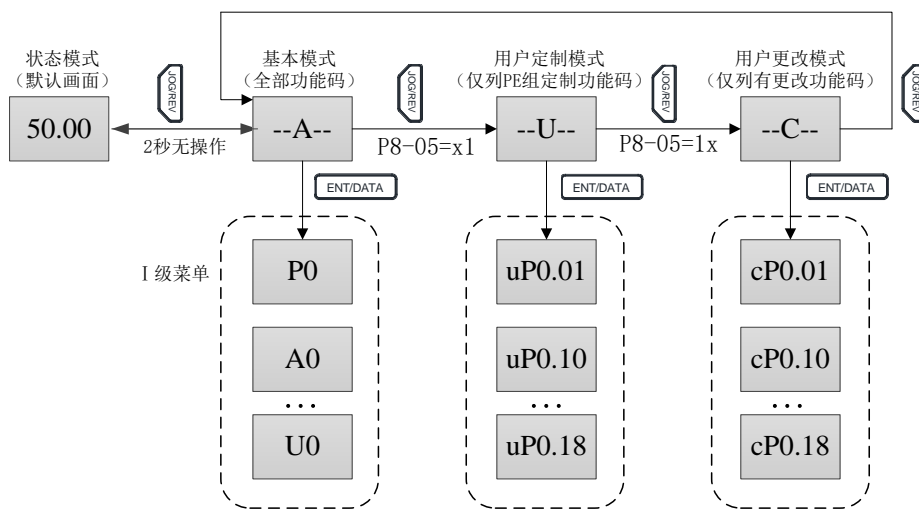 状态模式
（默认画面）
50.00
JOG/REV
2秒无操作
基本模式
（全部功能码）
--A--
JOG/REV
P8-05=x1
用户定制模式
（仅列PE组定制功能码）
--U--
JOG/REV
P8-05=1x
用户更改模式
（仅列有更改功能码）
--C--
JOG/REV
ENT/DATA
ENT/DATA
ENT/DATA
I 级菜单
P0
A0
...
U0
uP0.01
uP0.10
...
uP0.18
cP0.01
cP0.10
...
cP0.18